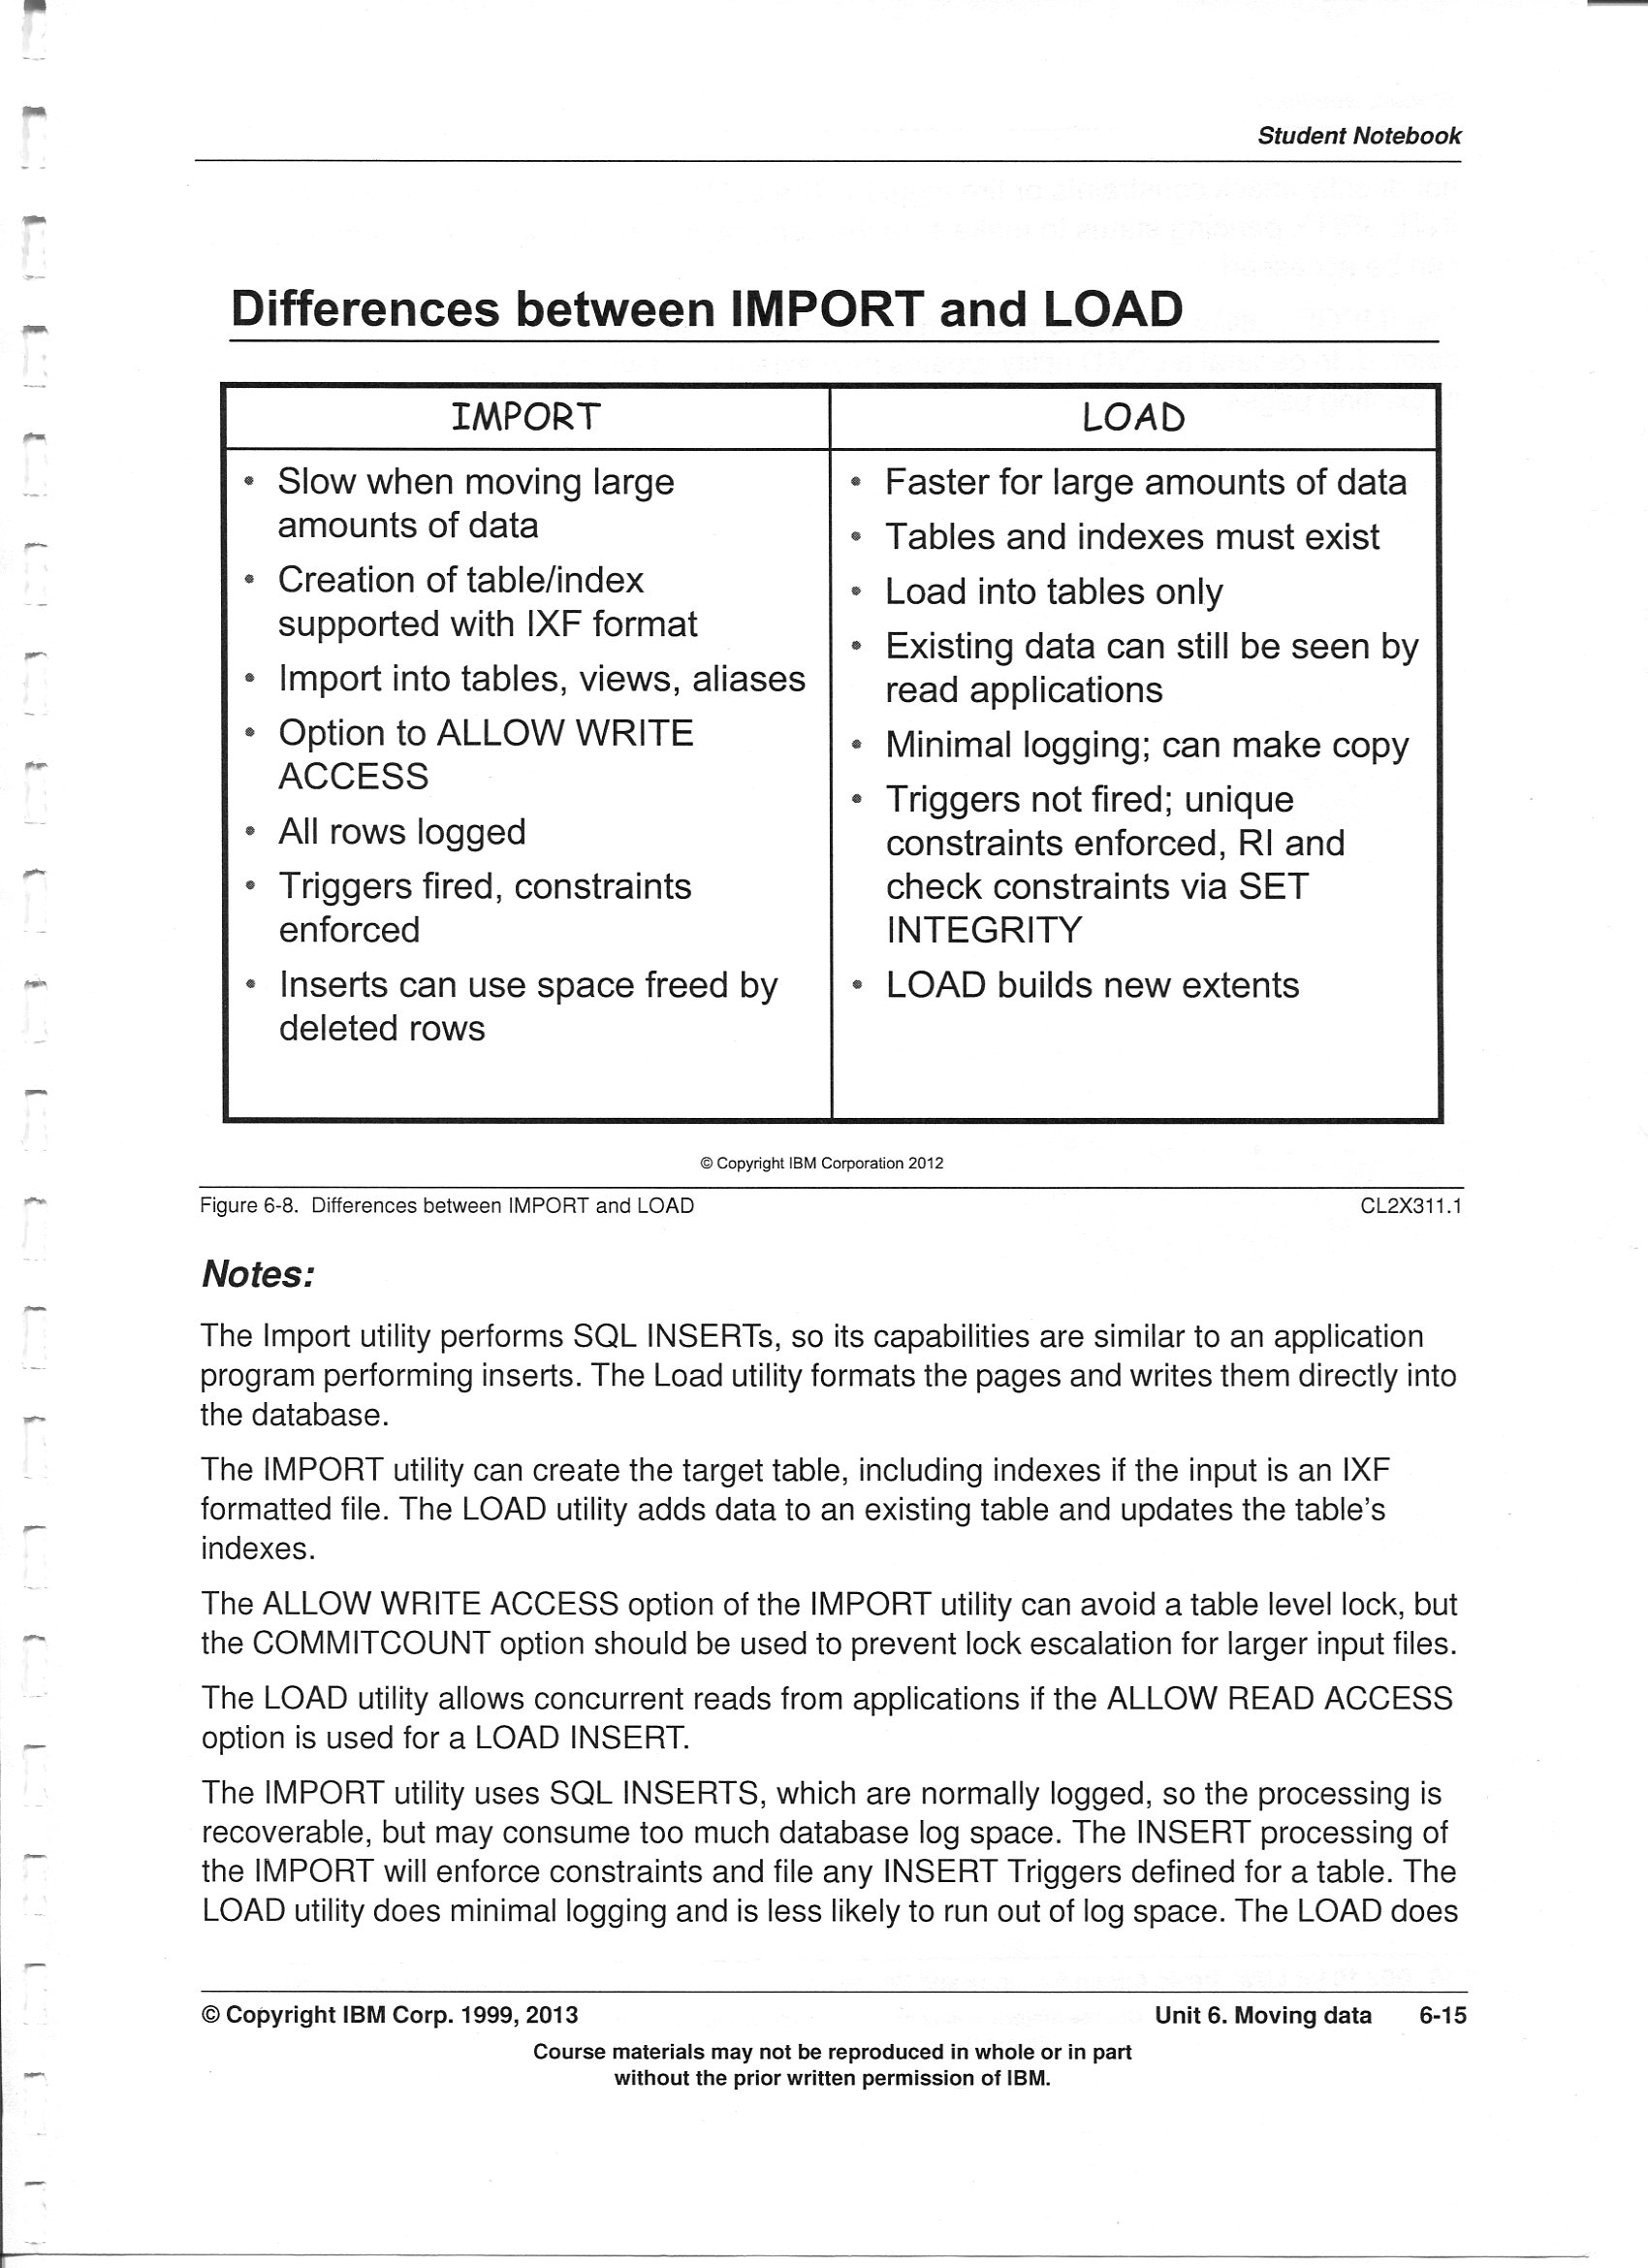 Student Notebook
Differences between IMPORT and LOAD
IMPORT
• Slow when moving large
amounts of data
• Creation of table/index
supported with IXF format
• Import into tables, views, aliases
• Option to ALLOW WRITE
ACCESS
• All rows logged
• Triggers fired, constraints
enforced
• Inserts can use space freed by
deleted rows
LOAD
• Faster for large amounts of data
• Tables and indexes must exist
• Load into tables only
• Existing data can still be seen by
read applications
• Minimal logging; can make copy
• Triggers not fired; unique
constraints enforced, RI and
check constraints via SET
INTEGRITY
• LOAD builds new extents
© Copyright IBM Corporation 2012
Figure 6-8. Differences between IMPORT and LOAD CL2X311.1
Notes:
The Import utility performs SQL INSERTs, so its capabilities are similar to an application
program performing inserts. The Load utility formats the pages and writes them directly into
the database.
The IMPORT utility can create the target table, including indexes if the input is an IXF
formatted file. The LOAD utility adds data to an existing table and updates the table's
indexes.
The ALLOW WRITE ACCESS option of the IMPORT utility can avoid a table level lock, but
the COMMITCOUNT option should be used to prevent lock escalation for larger input files.
The LOAD utility allows concurrent reads from applications if the ALLOW READ ACCESS
option is used for a LOAD INSERT.
The IMPORT utility uses SQL INSERTS, which are normally logged, so the processing is
recoverable, but may consume too much database log space. The INSERT processing of
the IMPORT will enforce constraints and file any INSERT Triggers defined for a table. The
LOAD utility does minimal logging and is less likely to run out of log space. The LOAD does
© Copyright IBM Corp. 1999, 2013 Unit 6. Moving data 6-15
Course materials may not be reproduced in whole or in part
without the prior written permission of IBM.